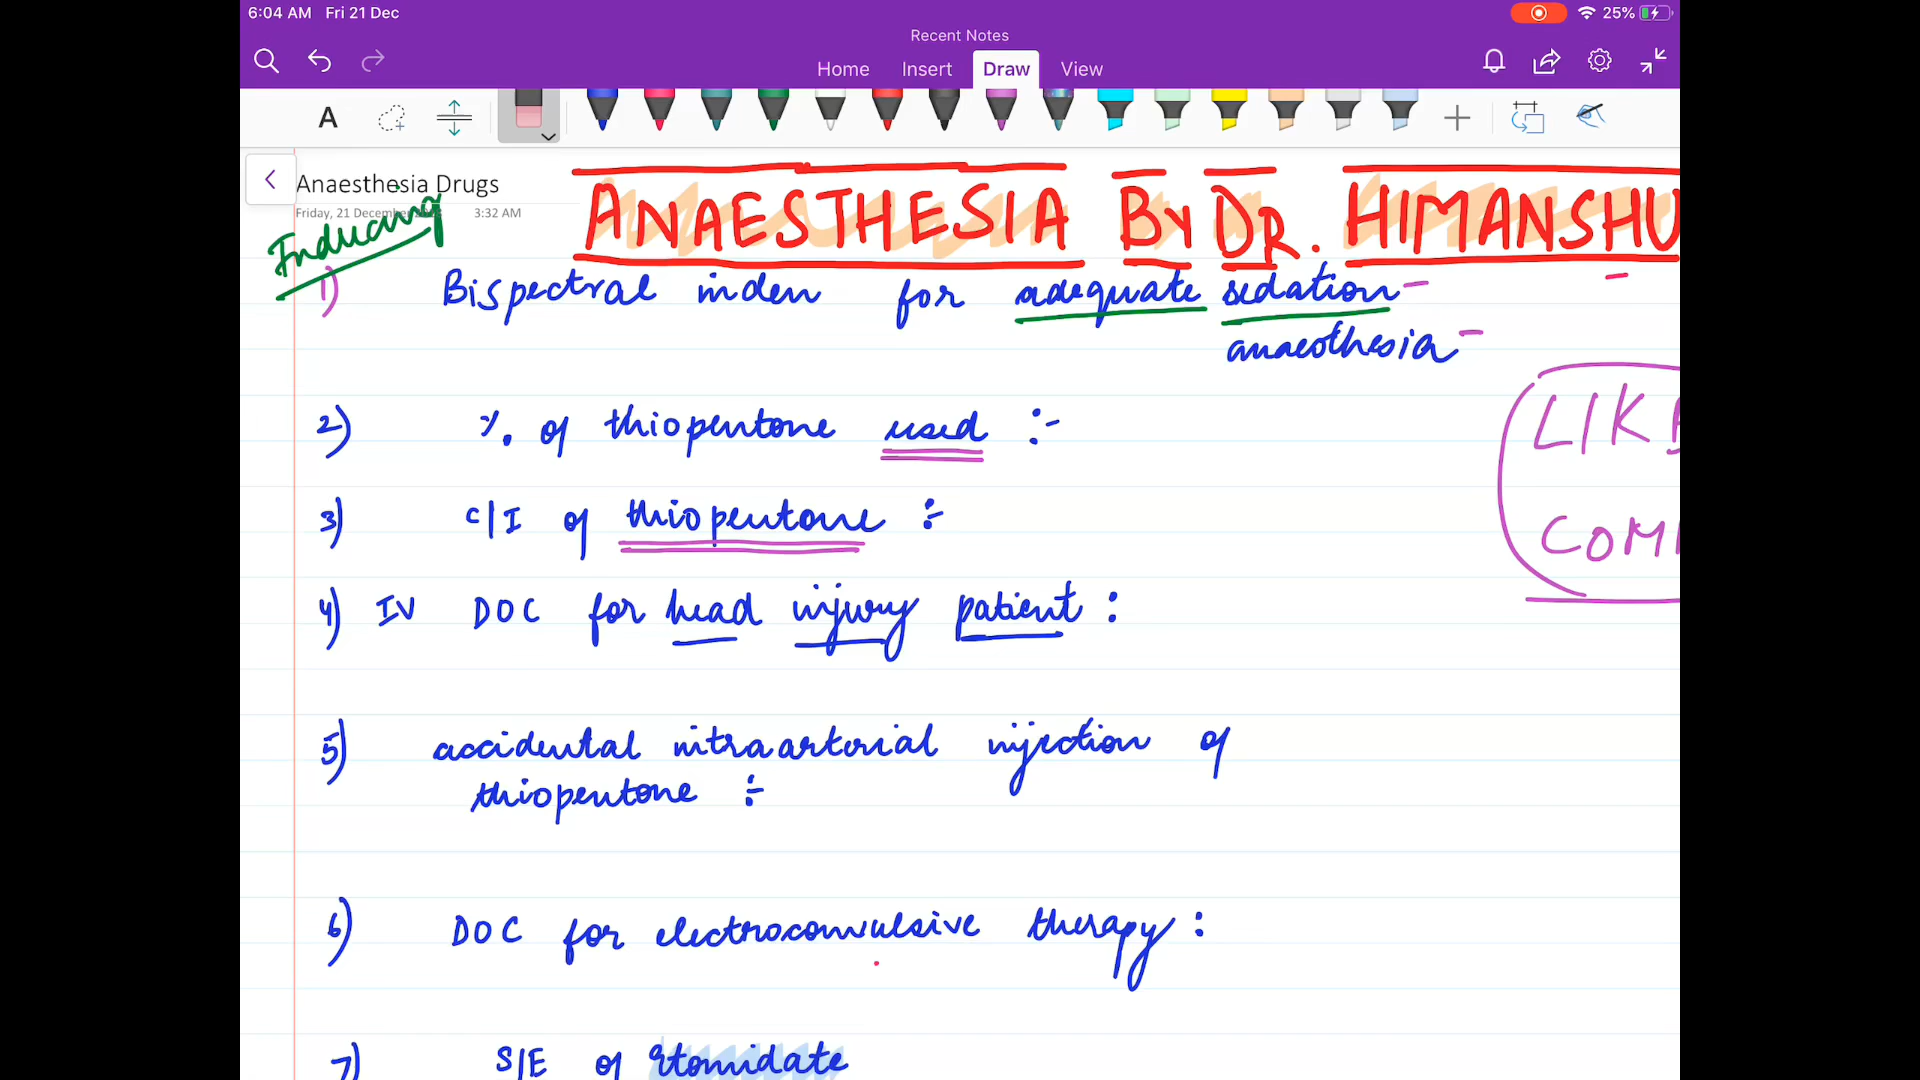 6:04 AM Fri 21 Dec
25%
Recent Notes
Home Insert Draw View
A
Anaesthesia Drugs
Friday, 21 December 3:32 AM
ANAESTHESIA By DR. HIMANSHU
Inducing
1) Bispectral inden for adequate sedation -
anaesthesia -
2) %. of thiopentone used :-
3) C/I of thiopentone :-
LIK
COM
4) IV DOC for head injury patient :
5) accidental intraarterial injection of
thiopentone :-
6) DOC for electroconvulsive therapy :
7) S/E of Etomidate